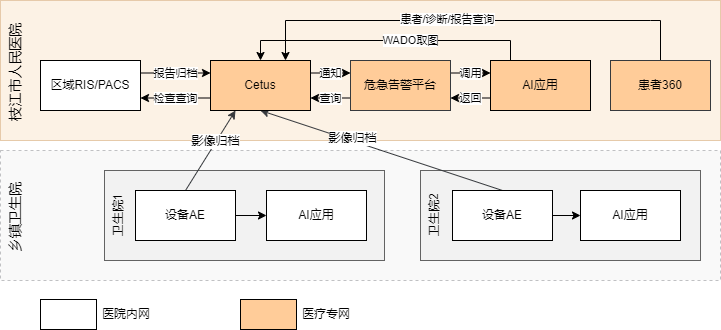 枝江市人民医院
患者/诊断/报告查询
WADO取图
区域RIS/PACS
报告归档
检查查询
Cetus
通知
查询
危急告警平台
调用
返回
AI应用
患者360
影像归档
影像归档
乡镇卫生院
卫生院1
设备AE
AI应用
卫生院2
设备AE
AI应用
医院内网
医疗专网